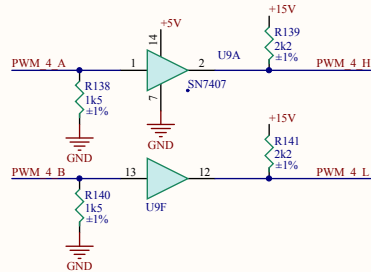 +15V
+5V
R139
2k2
±1%
14
U9A
PWM_4_A
1
2
PWM_4_H
SN7407
R138
1k5
±1%
7
GND
GND
+15V
R141
2k2
±1%
PWM_4_B
13
12
PWM_4_L
R140
1k5
±1%
U9F
GND